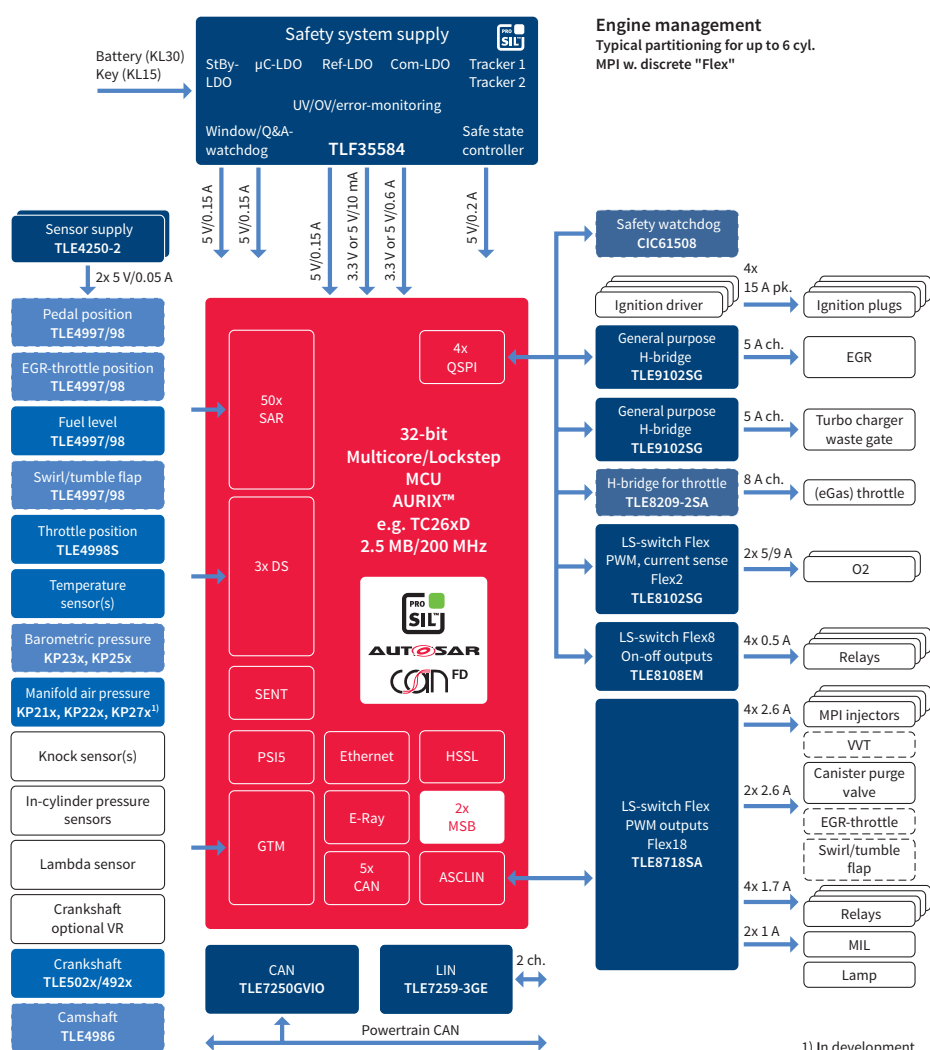 Engine management
Typical partitioning for up to 6 cyl.
MPI w. discrete "Flex"
Battery (KL30)
Key (KL15)
Safety system supply
PRO
SIL™
StBy-
LDO
µC-LDO
Ref-LDO
Com-LDO
Tracker 1
Tracker 2
UV/OV/error-monitoring
Window/Q&A-
watchdog
TLF35584
Safe state
controller
5 V/0.15 A
5 V/0.15 A
5 V/0.15 A
3.3 V or 5 V/10 mA
3.3 V or 5 V/0.6 A
5 V/0.2 A
Sensor supply
TLE4250-2
2x 5 V/0.05 A
Pedal position
TLE4997/98
EGR-throttle position
TLE4997/98
Fuel level
TLE4997/98
Swirl/tumble flap
TLE4997/98
Throttle position
TLE4998S
Temperature
sensor(s)
Barometric pressure
KP23x, KP25x
Manifold air pressure
KP21x, KP22x, KP27x1)
Knock sensor(s)
In-cylinder pressure
sensors
Lambda sensor
Crankshaft
optional VR
Crankshaft
TLE502x/492x
Camshaft
TLE4986
50x
SAR
3x DS
SENT
PSI5
GTM
4x
QSPI
32-bit
Multicore/Lockstep
MCU
AURIX™
e.g. TC26xD
2.5 MB/200 MHz
PRO
SIL™
AUTOSAR
CAN FD
Ethernet
HSSL
E-Ray
2x
MSB
5x
CAN
ASCLIN
CAN
TLE7250GVIO
LIN
TLE7259-3GE
2 ch.
Powertrain CAN
Safety watchdog
CIC61508
Ignition driver
4x
15 A pk.
Ignition plugs
General purpose
H-bridge
TLE9102SG
5 A ch.
EGR
General purpose
H-bridge
TLE9102SG
5 A ch.
Turbo charger
waste gate
H-bridge for throttle
TLE8209-2SA
8 A ch.
(eGas) throttle
LS-switch Flex
PWM, current sense
Flex2
TLE8102SG
2x 5/9 A
O2
LS-switch Flex8
On-off outputs
TLE8108EM
4x 0.5 A
Relays
LS-switch Flex
PWM outputs
Flex18
TLE8718SA
4x 2.6 A
MPI injectors
VVT
Canister purge
valve
2x 2.6 A
EGR-throttle
Swirl/tumble
flap
4x 1.7 A
Relays
2x 1 A
MIL
Lamp
1) In development